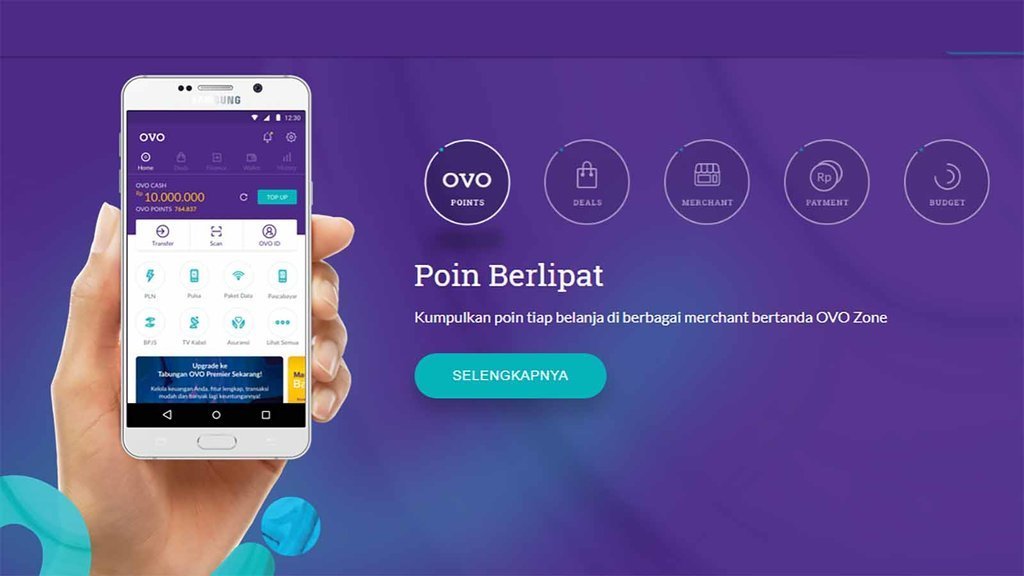 SAMSUNG
12:30
OVO
Home
Deals
Finance
Wallet
History
OVO CASH
Rp 10.000.000
TOP UP
OVO POINTS 764.837
Transfer
Scan
OVO ID
PLN
Pulsa
Paket Data
Pascabayar
BPJS
TV Kabel
Asuransi
Lihat Semua
Upgrade ke
Tabungan OVO Premier Sekarang!
Kelola keuangan Anda, fitur lengkap, transaksi
mudah dan banyak lagi keuntungannya!
OVO
POINTS
DEALS
MERCHANT
Rp
PAYMENT
BUDGET
Poin Berlipat
Kumpulkan poin tiap belanja di berbagai merchant bertanda OVO Zone
SELENGKAPNYA